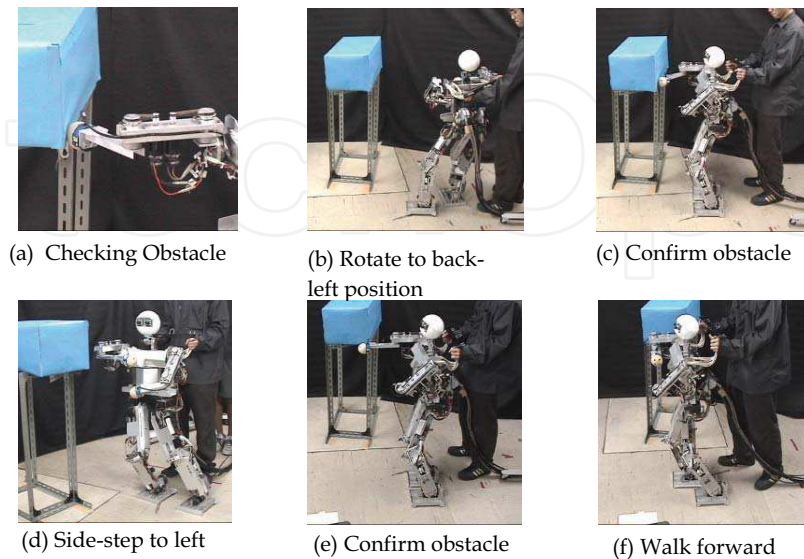 (a) Checking Obstacle
(b) Rotate to back-
left position
(c) Confirm obstacle
(d) Side-step to left
(e) Confirm obstacle
(f) Walk forward